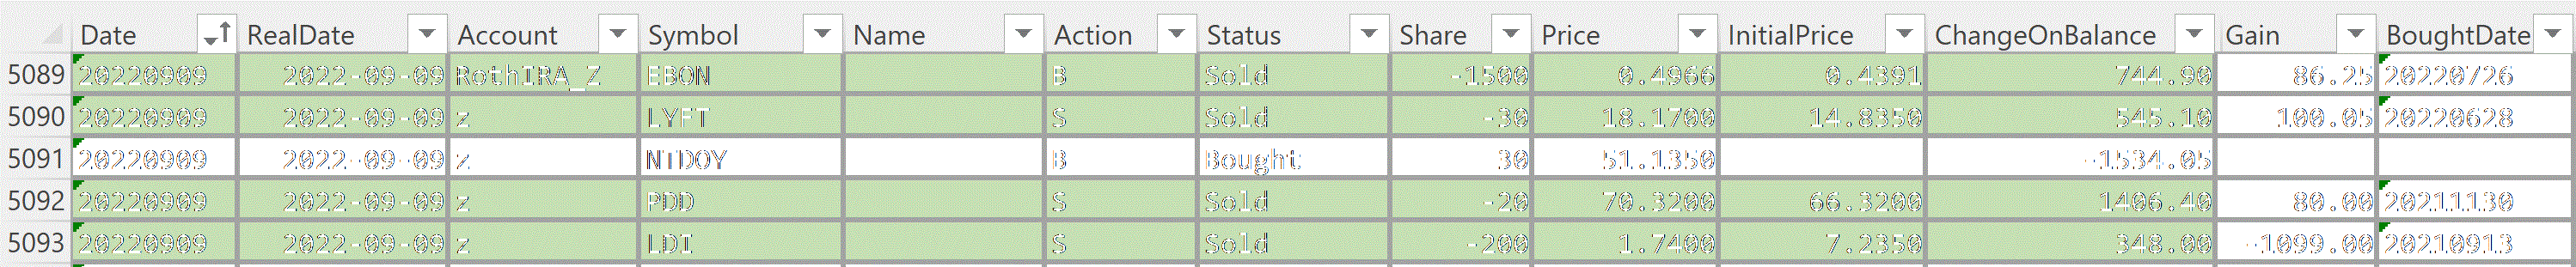 Date RealDate Account Symbol Name Action Status Share Price InitialPrice ChangeOnBalance Gain BoughtDate
5089 20220909 2022-09-09 RothIRA_Z EBON B Sold -1500 0.4966 0.4391 744.90 86.25 20220726
5090 20220909 2022-09-09 z LYFT S Sold -30 18.1700 14.8350 545.10 100.05 20220628
5091 20220909 2022-09-09 z NTDOY B Bought 30 51.1350 -1534.05
5092 20220909 2022-09-09 z PDD S Sold -20 70.3200 66.3200 1406.40 80.00 20211130
5093 20220909 2022-09-09 z LDI S Sold -200 1.7400 7.2350 348.00 -1099.00 20210913